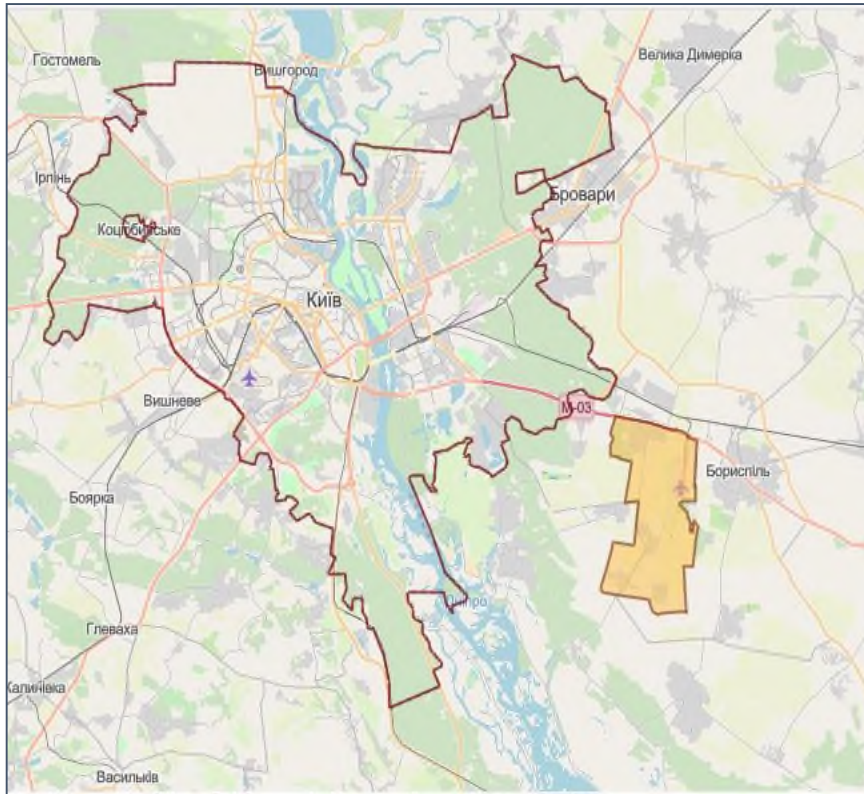 Гостомель
Вишгород
Велика Димерка
Ірпінь
Бровари
Коцюбинське
Київ
Вишневе
М-03
Бориспіль
Боярка
Дніпро
Глеваха
Калинівка
Васильків